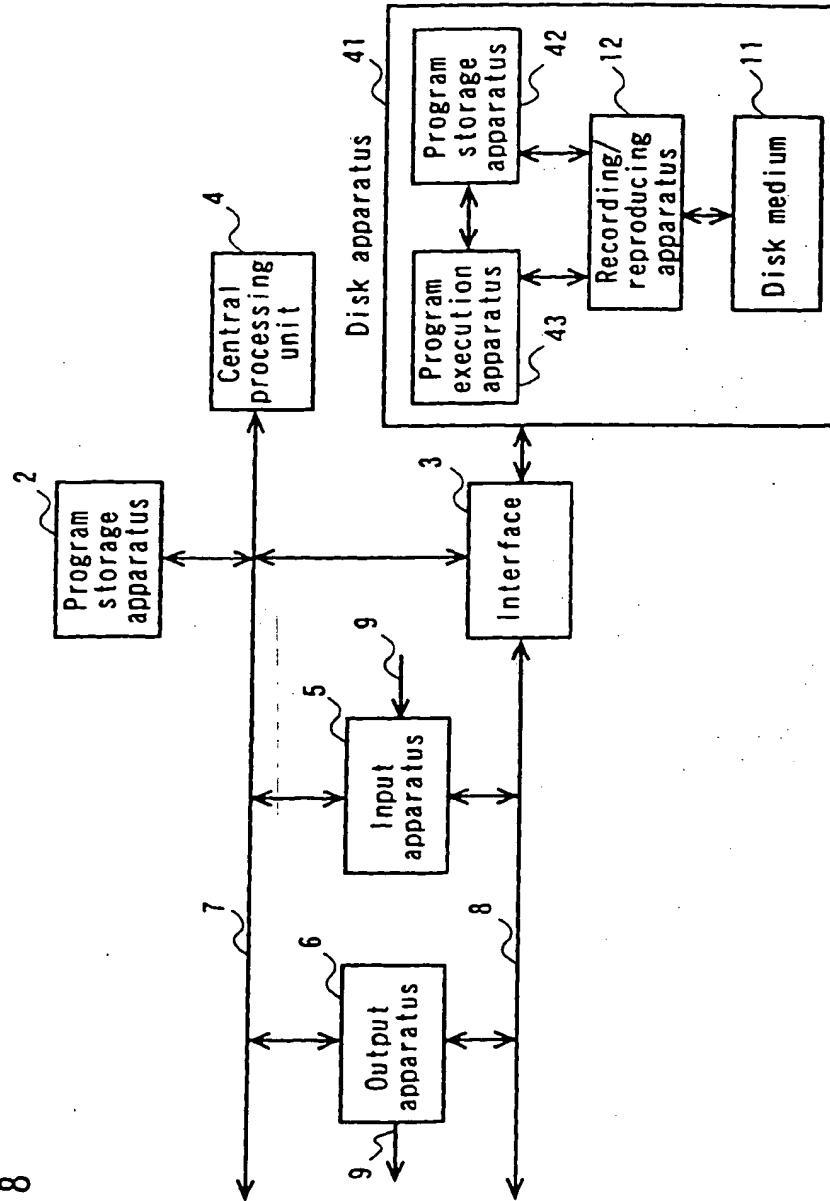 8
2
Program
storage
apparatus
4
Central
processing
unit
7
6
Output
apparatus
9
5
Input
apparatus
9
8
3
Interface
Disk apparatus
41
Program
execution
apparatus
43
Program
storage
apparatus
42
Recording/
reproducing
apparatus
12
Disk medium
11